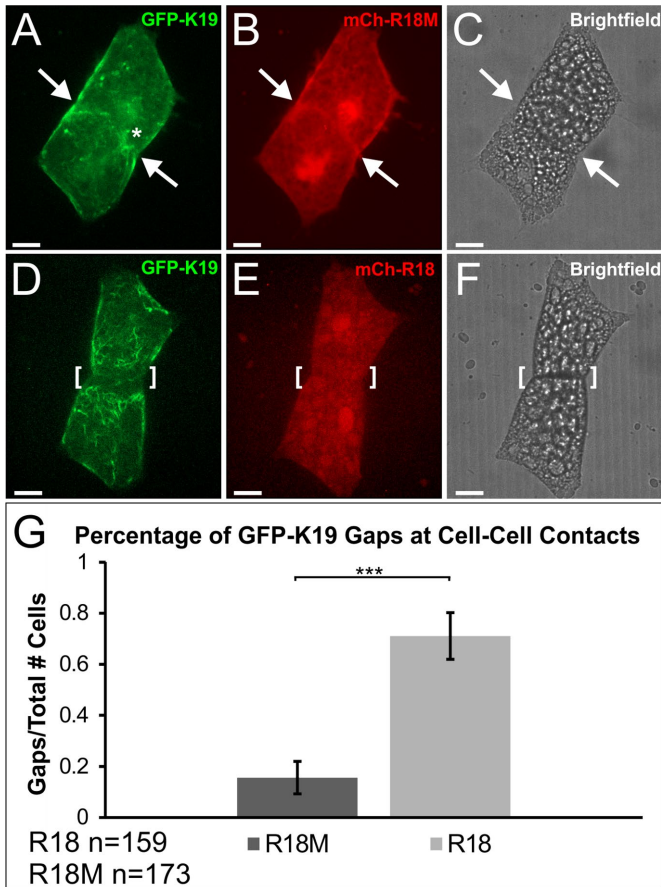 A GFP-K19
B mCh-R18M
C Brightfield
*
D GFP-K19
[ ]
E mCh-R18
[ ]
F Brightfield
[ ]
G Percentage of GFP-K19 Gaps at Cell-Cell Contacts
Gaps/Total # Cells
1
0.8
0.6
0.4
0.2
0
***
R18 n=159
R18M n=173
R18M
R18